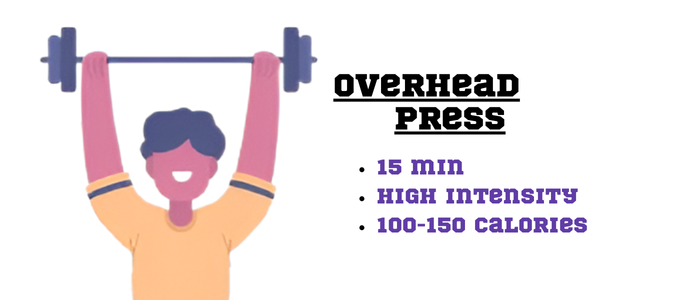 OVERHEAD
PRESS
• 15 MIN
• HIGH INTENSITY
• 100-150 CALORIES